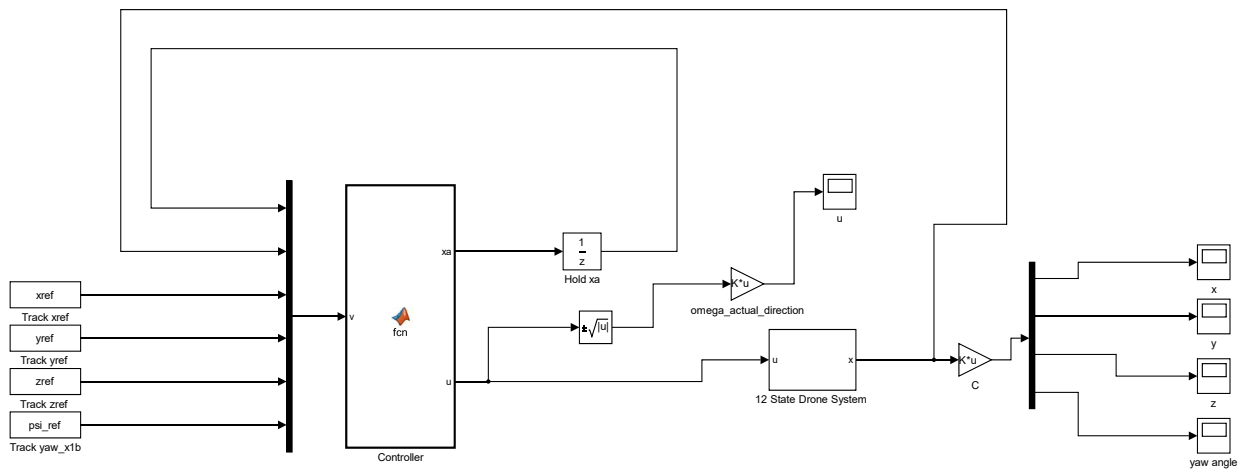 xref
Track xref
yref
Track yref
zref
Track zref
psi_ref
Track yaw_x1b
v
fcn
xa
u
Controller
1
z
Hold xa
±√|u|
K*u
omega_actual_direction
u
u
x
12 State Drone System
K*u
C
x
y
z
yaw angle